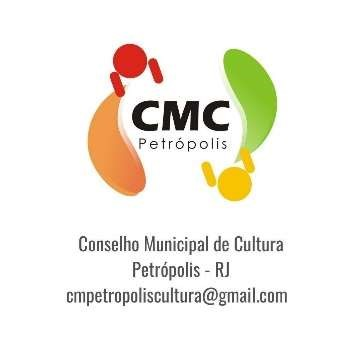 CMC
Petrópolis
Conselho Municipal de Cultura
Petrópolis - RJ
cmpetropoliscultura@gmail.com